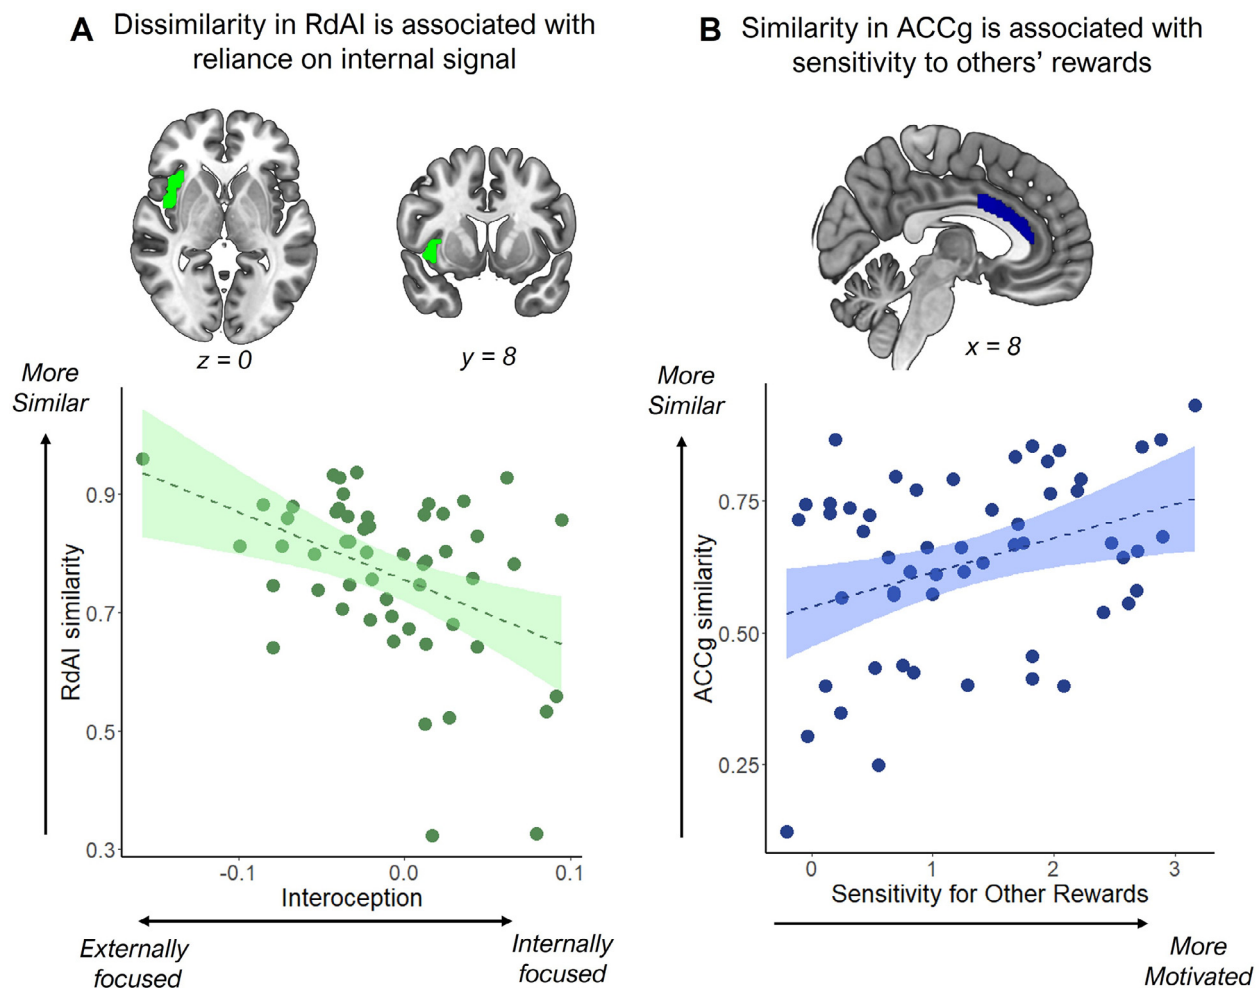 A Dissimilarity in RdAI is associated with
reliance on internal signal
z = 0
y = 8
More
Similar
RdAI similarity
0.9
0.7
0.5
0.3
-0.1
0.0
0.1
Interoception
Externally
focused
Internally
focused
B Similarity in ACCg is associated with
sensitivity to others’ rewards
x = 8
More
Similar
ACCg similarity
0.75
0.50
0.25
0
1
2
3
Sensitivity for Other Rewards
More
Motivated